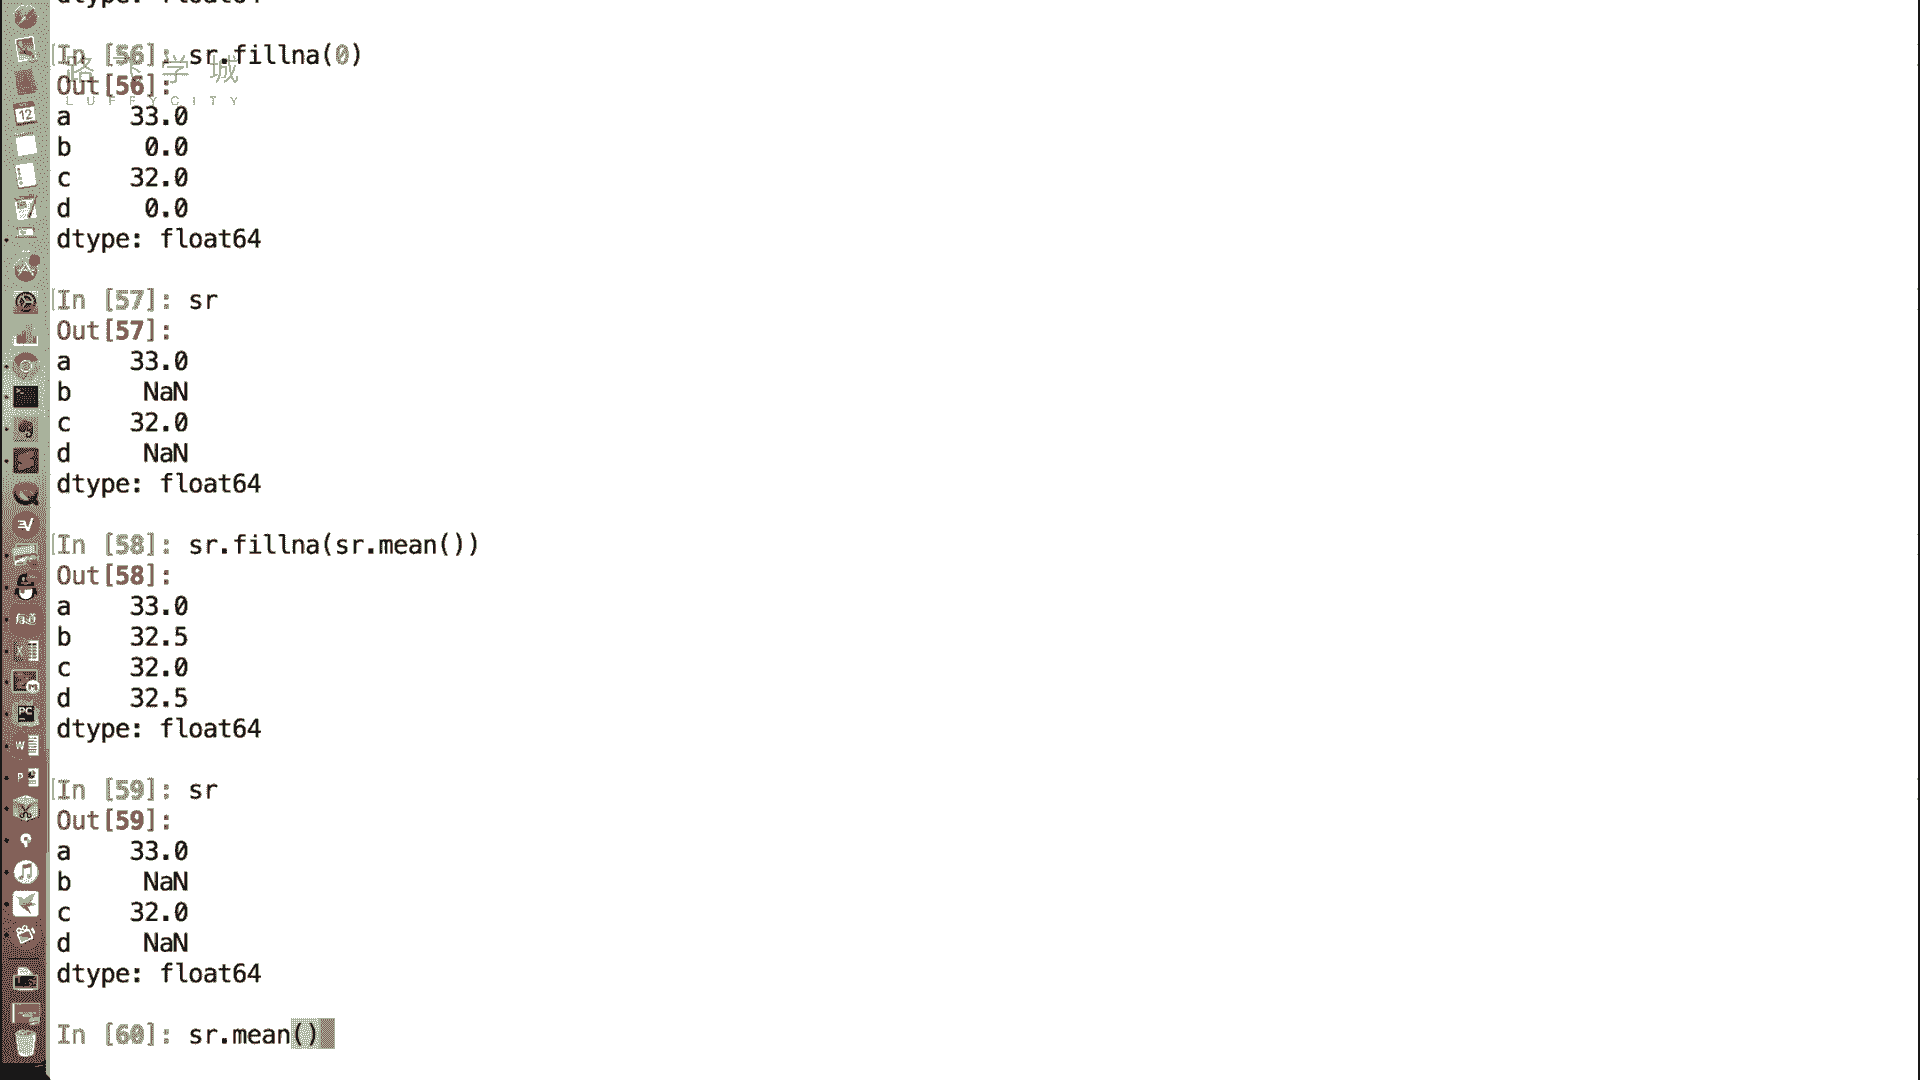 dtype: float64
In [56]: sr.fillna(0)
路飞学城
Out[56]:
LUFFYCITY
a     33.0
b      0.0
c     32.0
d      0.0
dtype: float64
In [57]: sr
Out[57]:
a     33.0
b      NaN
c     32.0
d      NaN
dtype: float64
In [58]: sr.fillna(sr.mean())
Out[58]:
a     33.0
b     32.5
c     32.0
d     32.5
dtype: float64
In [59]: sr
Out[59]:
a     33.0
b      NaN
c     32.0
d      NaN
dtype: float64
In [60]: sr.mean()